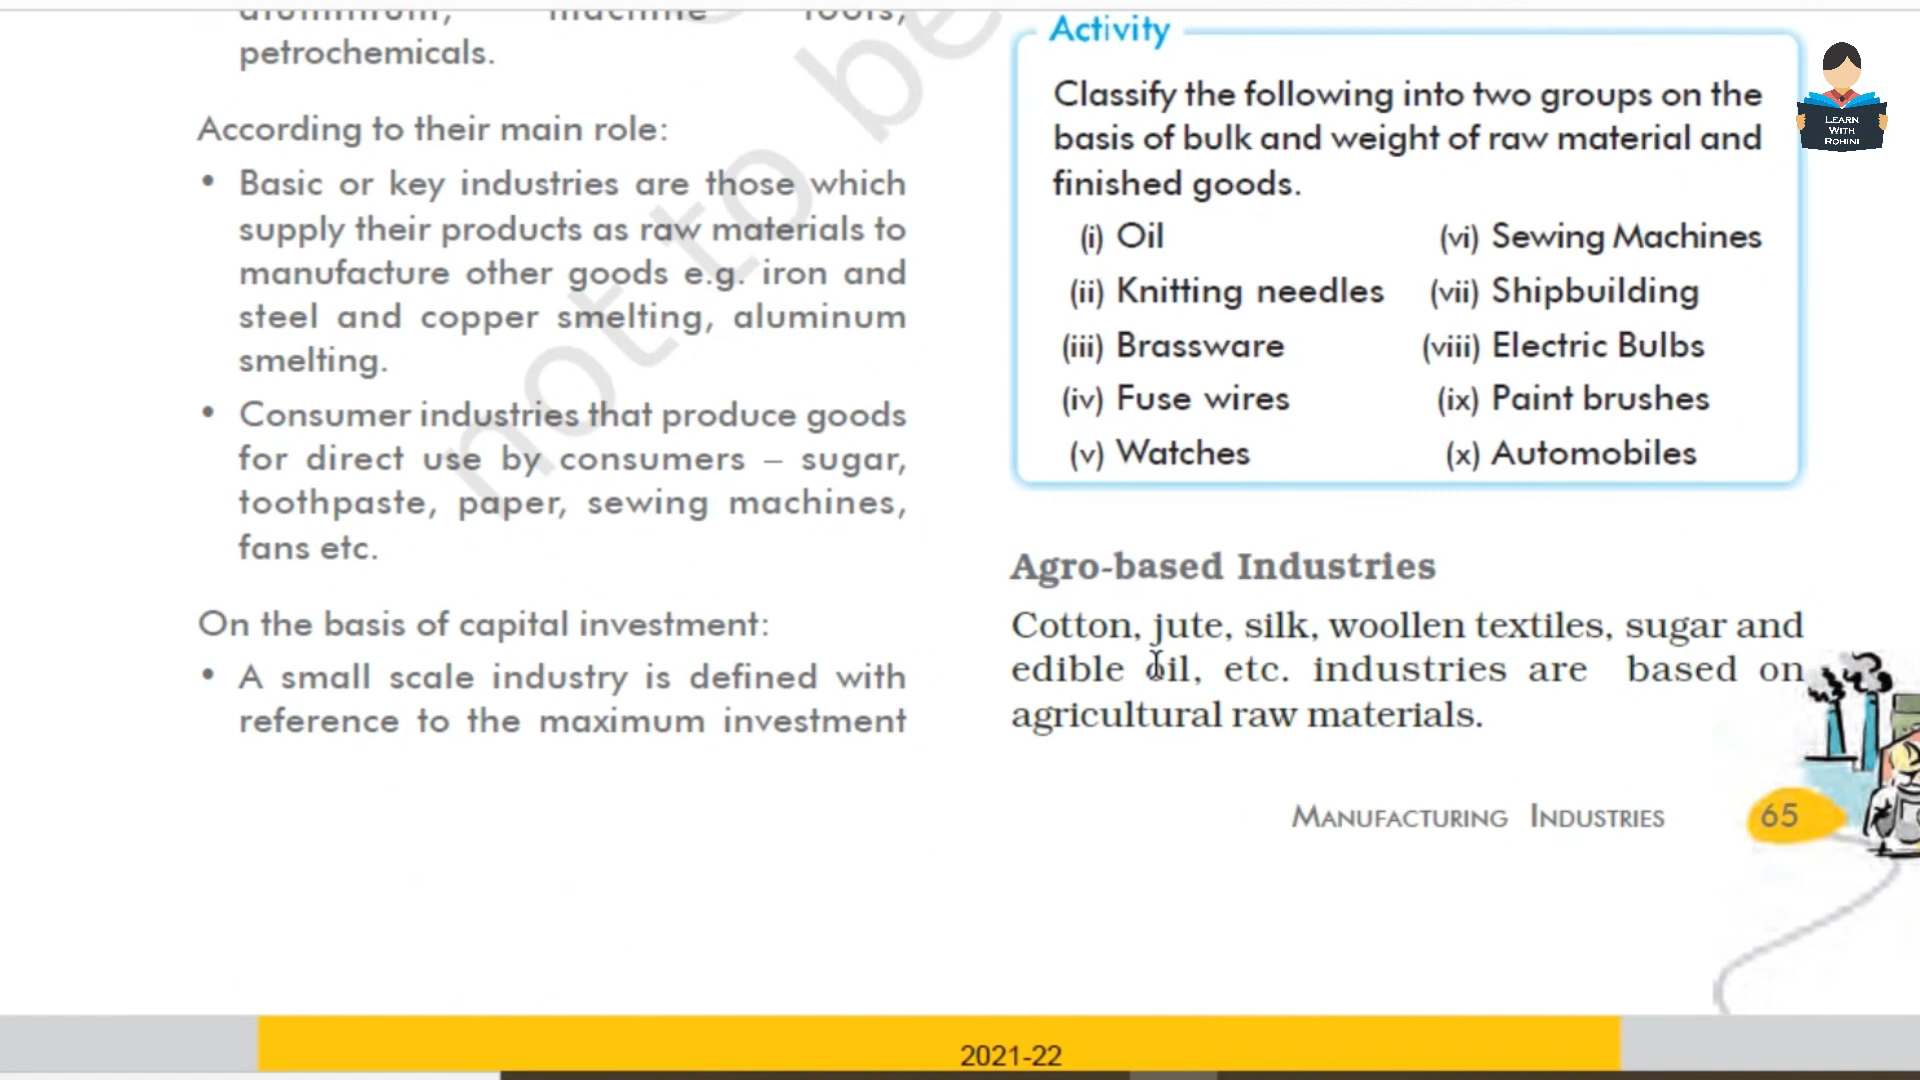 aluminum, machine tools,
petrochemicals.
According to their main role:
• Basic or key industries are those which
supply their products as raw materials to
manufacture other goods e.g. iron and
steel and copper smelting, aluminum
smelting.
• Consumer industries that produce goods
for direct use by consumers – sugar,
toothpaste, paper, sewing machines,
fans etc.
On the basis of capital investment:
• A small scale industry is defined with
reference to the maximum investment
not to be
Activity
Classify the following into two groups on the
basis of bulk and weight of raw material and
finished goods.
(i) Oil
(ii) Knitting needles
(iii) Brassware
(iv) Fuse wires
(v) Watches
(vi) Sewing Machines
(vii) Shipbuilding
(viii) Electric Bulbs
(ix) Paint brushes
(x) Automobiles
Agro-based Industries
Cotton, jute, silk, woollen textiles, sugar and
edible oil, etc. industries are based on
agricultural raw materials.
MANUFACTURING INDUSTRIES 65
2021-22
LEARN
WITH
ROHINI